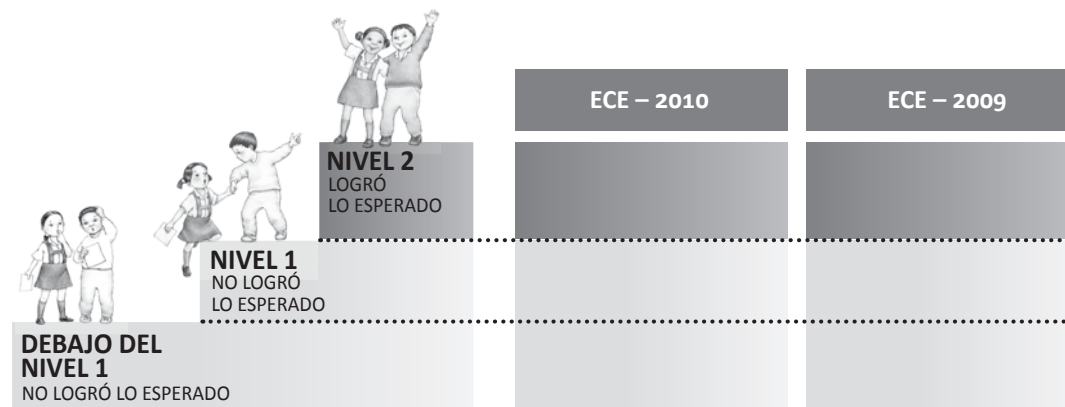 ECE – 2010
ECE – 2009
NIVEL 2
LOGRÓ
LO ESPERADO
NIVEL 1
NO LOGRÓ
LO ESPERADO
DEBAJO DEL
NIVEL 1
NO LOGRÓ LO ESPERADO